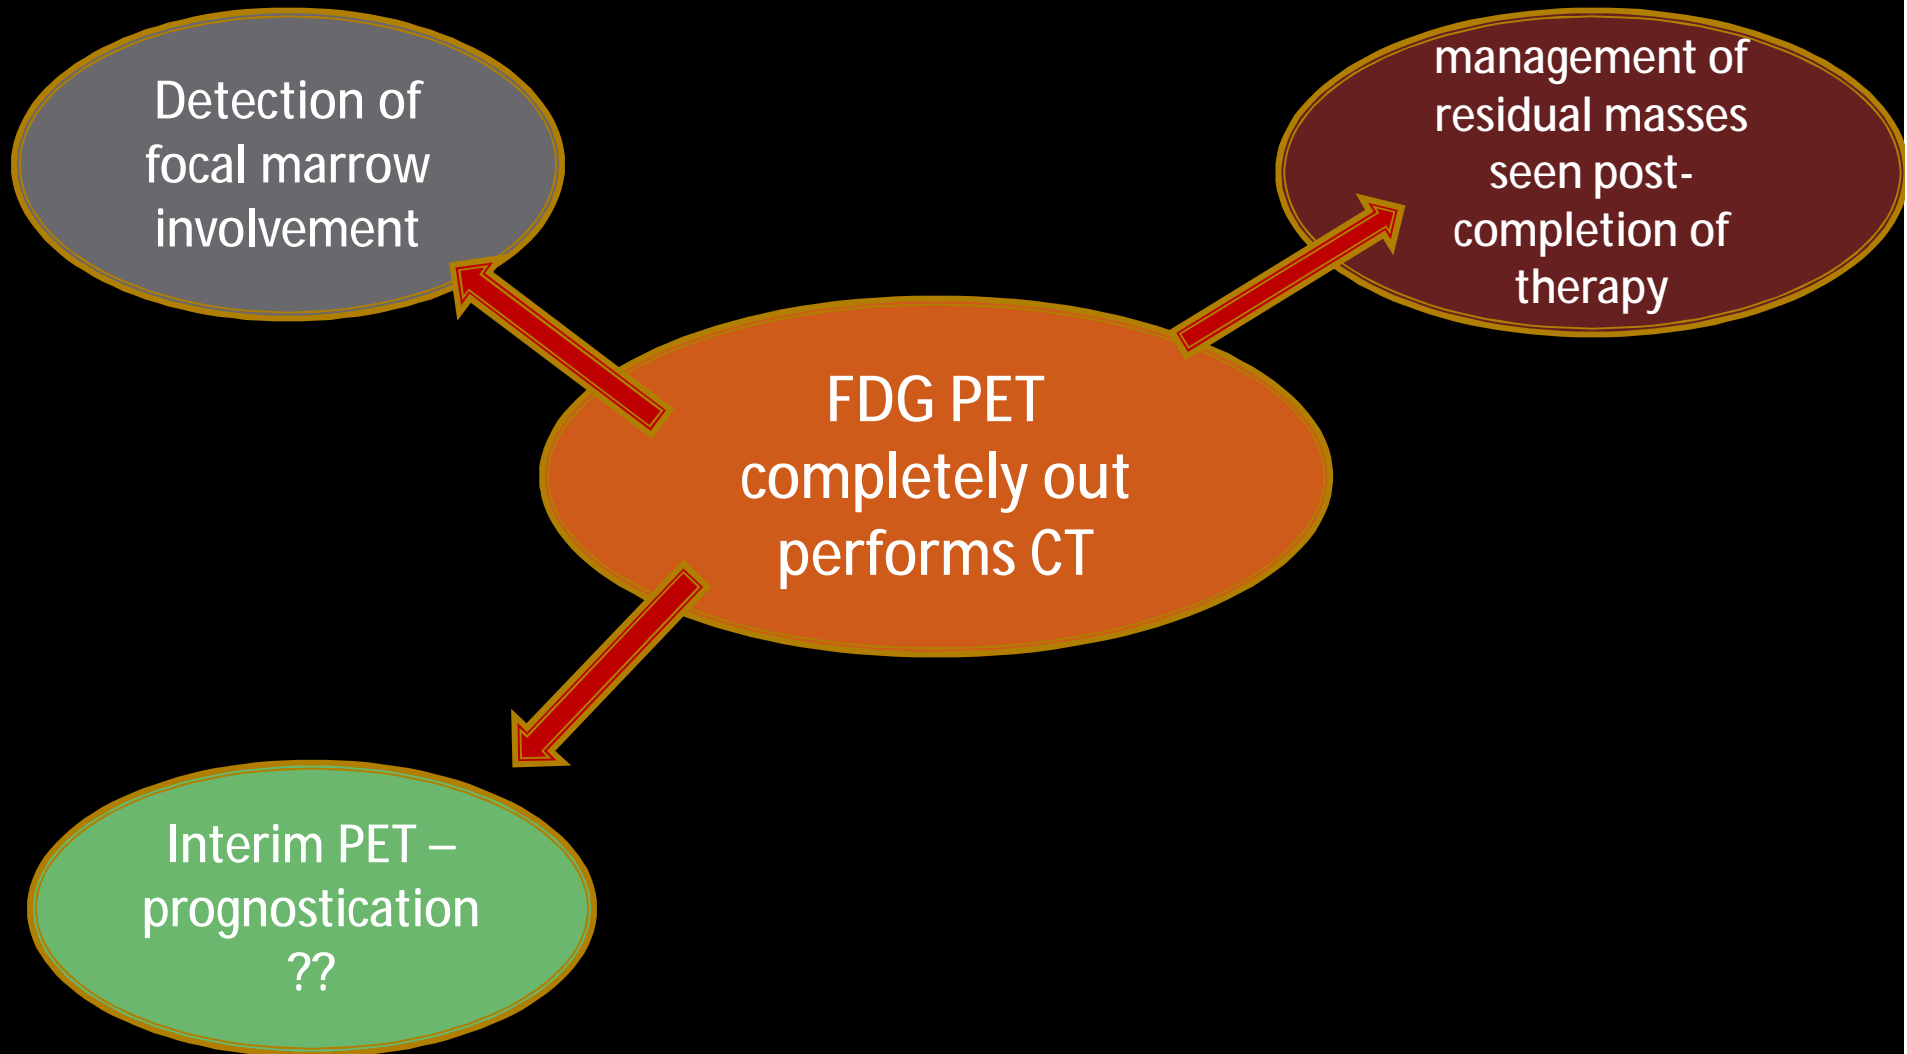 Detection of
focal marrow
involvement
management of
residual masses
seen post-
completion of
therapy
FDG PET
completely out
performs CT
Interim PET –
prognostication
??